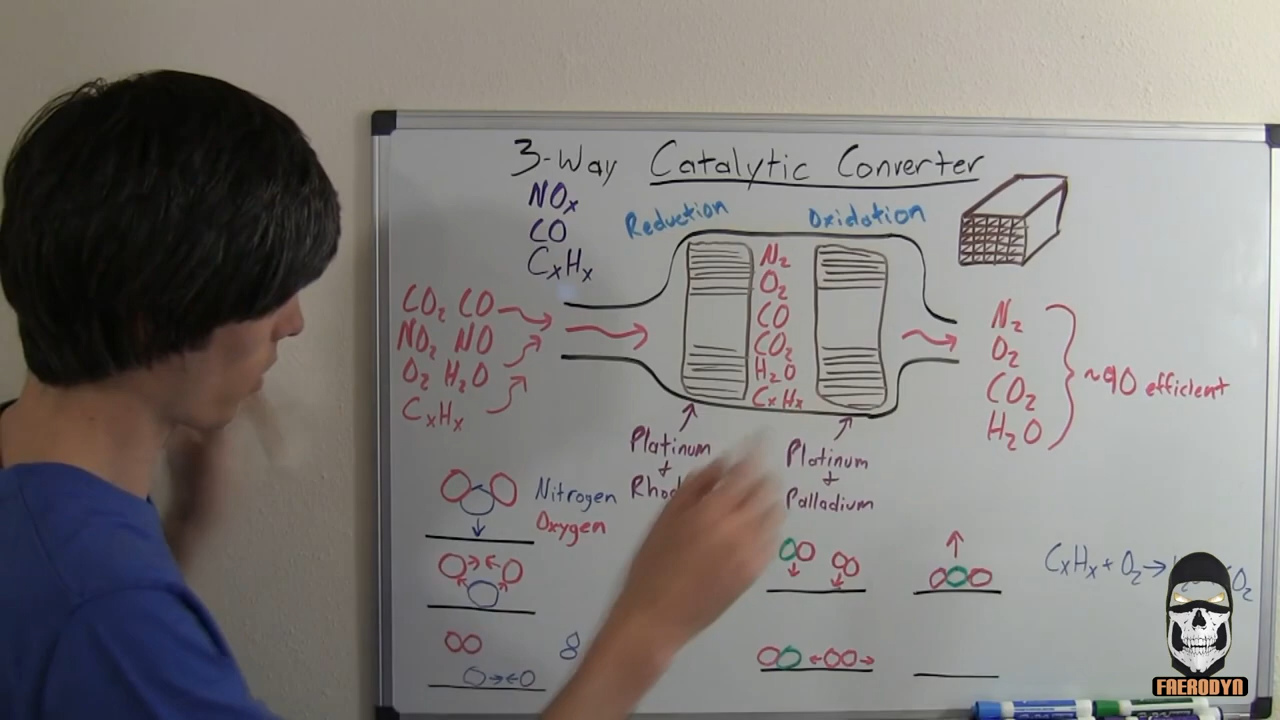 3-Way Catalytic Converter
NOx
CO
CxHx
Reduction
Oxidation
CO₂ CO
NO₂ NO
O₂ H₂O
CxHx
N₂
O₂
CO
CO₂
H₂O
CxHx
N₂
O₂
CO₂
H₂O
~90 efficient
Platinum
+
Platinum
+
Palladium
Nitrogen
Oxygen
CxHx + O₂ →
FAERODYN